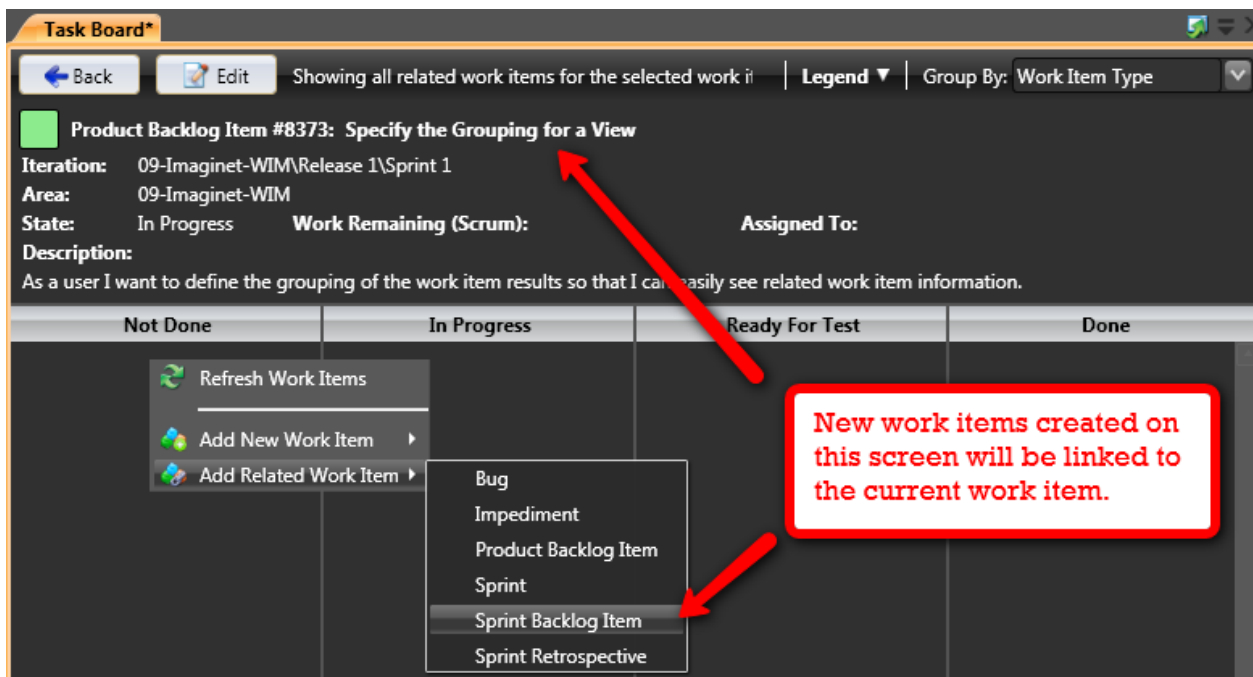 Task Board*
Back Edit Showing all related work items for the selected work it Legend Group By: Work Item Type
Product Backlog Item #8373: Specify the Grouping for a View
Iteration: 09-Imaginet-WIM\Release 1\Sprint 1
Area: 09-Imaginet-WIM
State: In Progress Work Remaining (Scrum): Assigned To:
Description:
As a user I want to define the grouping of the work item results so that I can easily see related work item information.
Not Done In Progress Ready For Test Done
Refresh Work Items
Add New Work Item
Add Related Work Item
Bug
Impediment
Product Backlog Item
Sprint
Sprint Backlog Item
Sprint Retrospective
New work items created on
this screen will be linked to
the current work item.